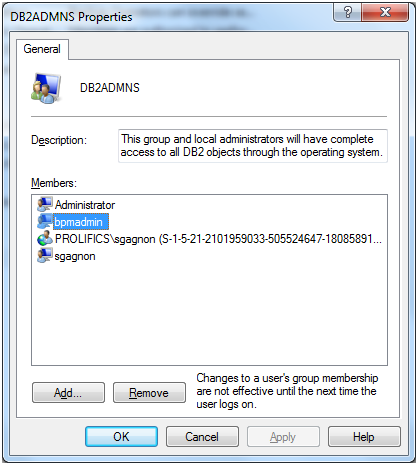 DB2ADMNS Properties
General
DB2ADMNS
Description:
This group and local administrators will have complete
access to all DB2 objects through the operating system.
Members:
Administrator
bpmadmin
PROLIFICS\sgagnon (S-1-5-21-2101959033-505524647-18085891...
sgagnon
Add...
Remove
Changes to a user's group membership
are not effective until the next time the
user logs on.
OK
Cancel
Apply
Help